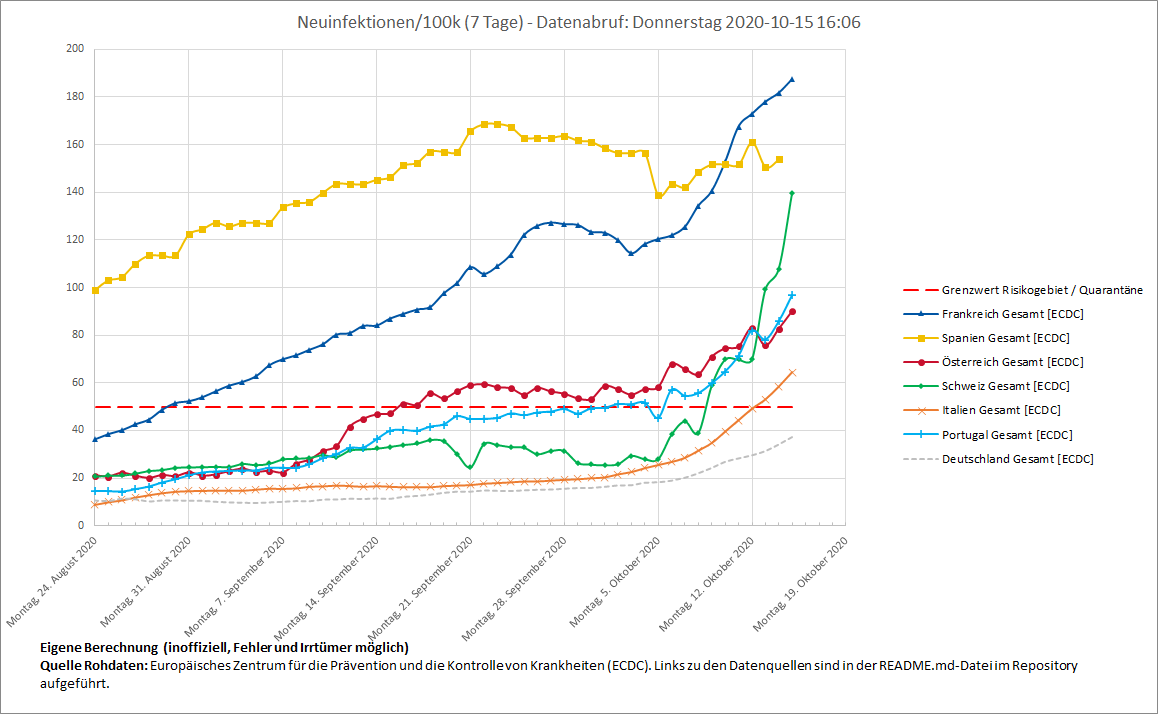 Neuinfektionen/100k (7 Tage) - Datenabruf: Donnerstag 2020-10-15 16:06
200
180
160
140
120
100
80
60
40
20
0
Montag, 24. August 2020
Montag, 31. August 2020
Montag, 7. September 2020
Montag, 14. September 2020
Montag, 21. September 2020
Montag, 28. September 2020
Montag, 5. Oktober 2020
Montag, 12. Oktober 2020
Montag, 19. Oktober 2020
Grenzwert Risikogebiet / Quarantäne
Frankreich Gesamt [ECDC]
Spanien Gesamt [ECDC]
Österreich Gesamt [ECDC]
Schweiz Gesamt [ECDC]
Italien Gesamt [ECDC]
Portugal Gesamt [ECDC]
Deutschland Gesamt [ECDC]
Eigene Berechnung (inoffiziell, Fehler und Irrtümer möglich)
Quelle Rohdaten: Europäisches Zentrum für die Prävention und die Kontrolle von Krankheiten (ECDC). Links zu den Datenquellen sind in der README.md-Datei im Repository
aufgeführt.